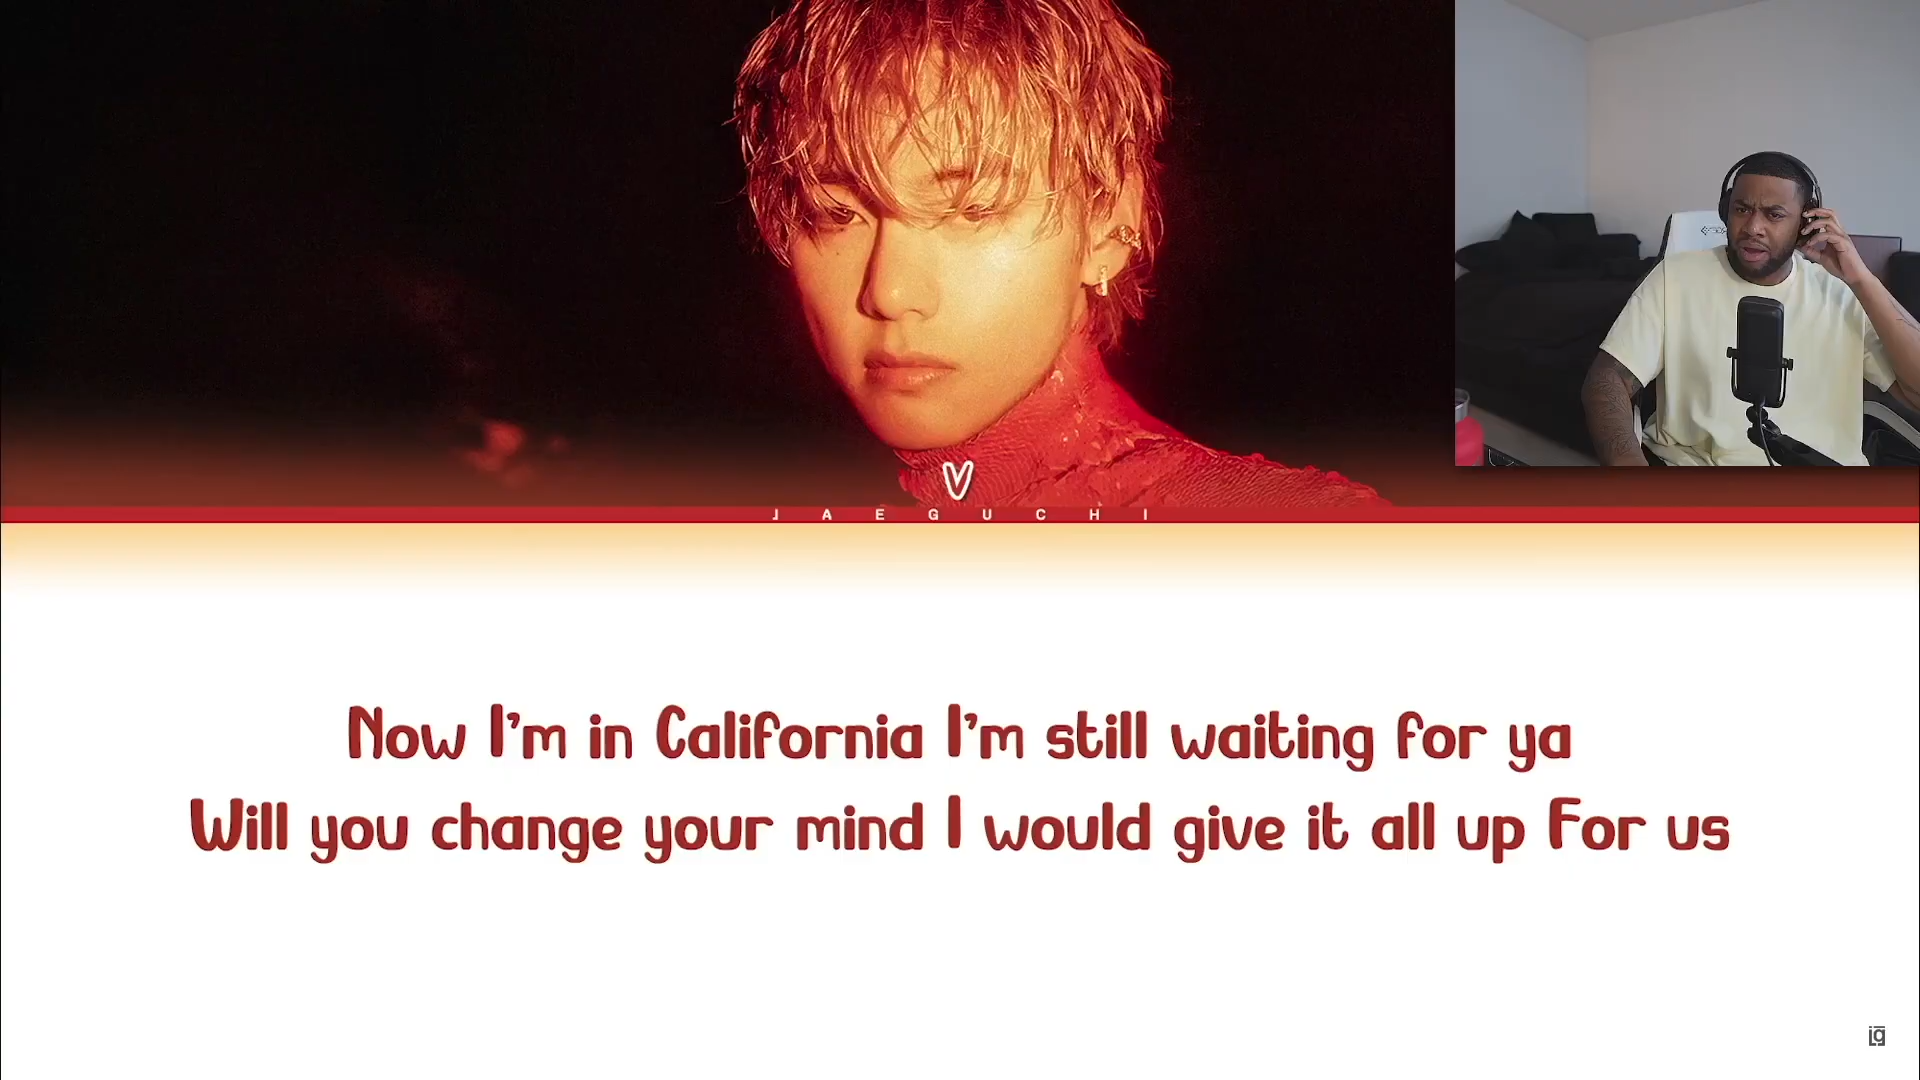 V
JAEGUCHI
Now I'm in California I'm still waiting for ya
Will you change your mind I would give it all up For us